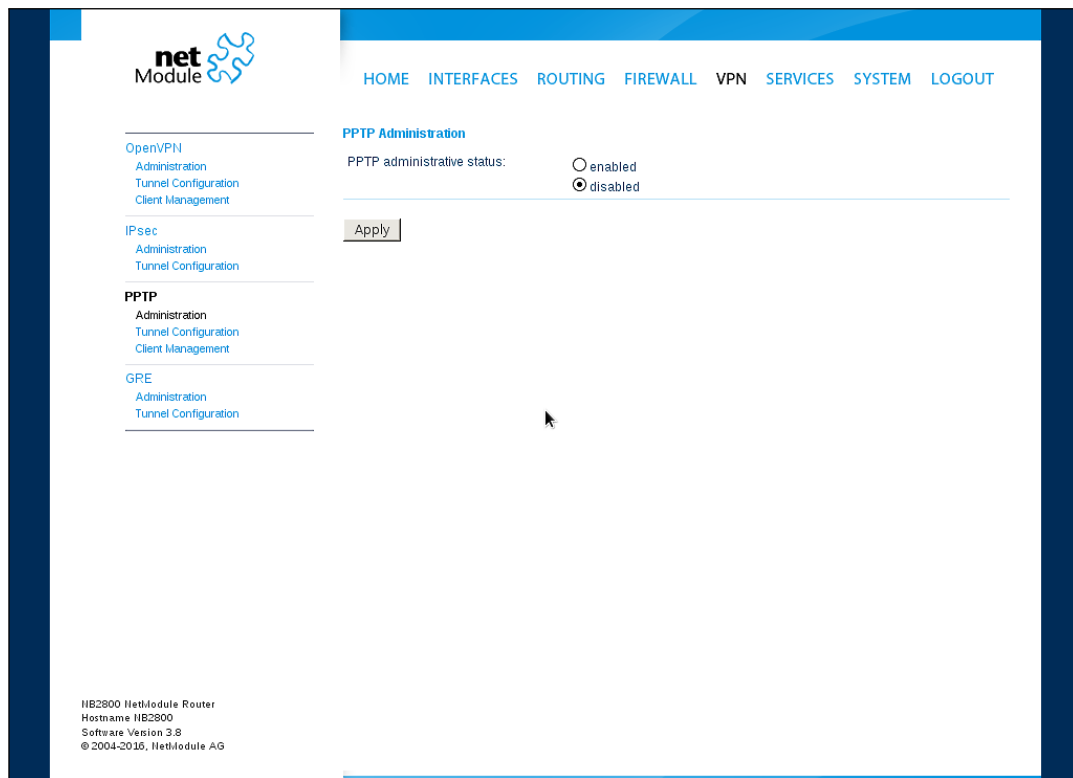 net
Module
HOME INTERFACES ROUTING FIREWALL VPN SERVICES SYSTEM LOGOUT
OpenVPN
Administration
Tunnel Configuration
Client Management
IPsec
Administration
Tunnel Configuration
PPTP
Administration
Tunnel Configuration
Client Management
GRE
Administration
Tunnel Configuration
PPTP Administration
PPTP administrative status:
enabled
disabled
Apply
NB2800 NetModule Router
Hostname NB2800
Software Version 3.8
© 2004-2016, NetModule AG